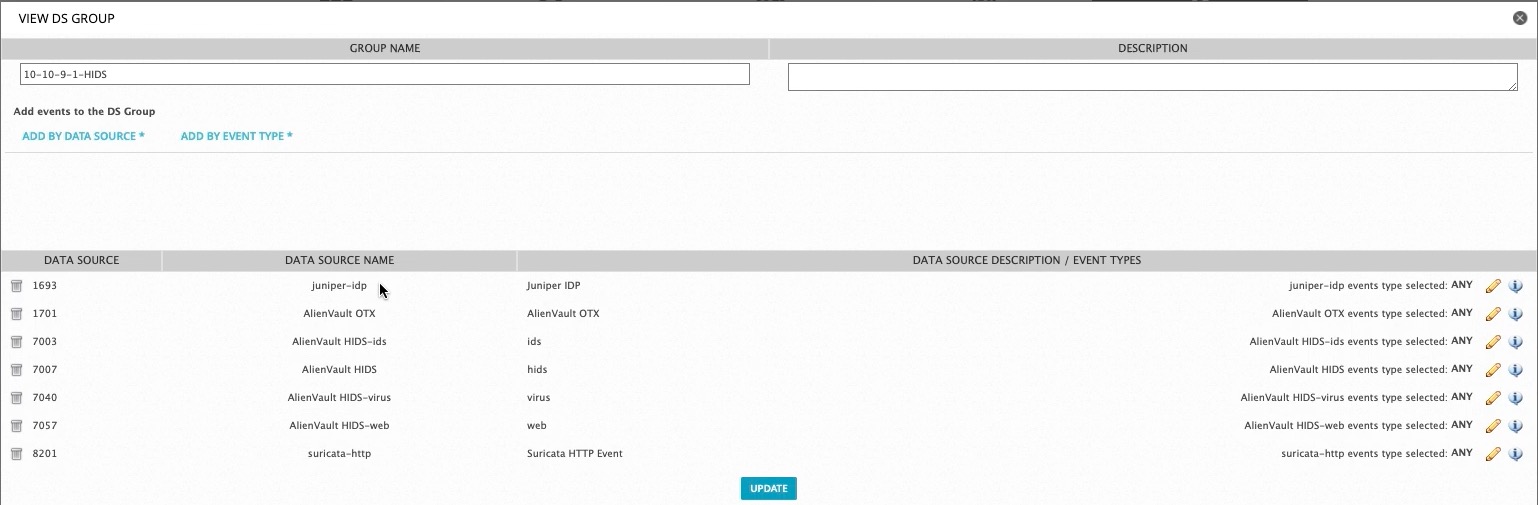 VIEW DS GROUP
GROUP NAME DESCRIPTION
10-10-9-1-HIDS
Add events to the DS Group
ADD BY DATA SOURCE * ADD BY EVENT TYPE *
DATA SOURCE DATA SOURCE NAME DATA SOURCE DESCRIPTION / EVENT TYPES
1693 juniper-idp Juniper IDP juniper-idp events type selected: ANY
1701 AlienVault OTX AlienVault OTX AlienVault OTX events type selected: ANY
7003 AlienVault HIDS-ids ids AlienVault HIDS-ids events type selected: ANY
7007 AlienVault HIDS hids AlienVault HIDS events type selected: ANY
7040 AlienVault HIDS-virus virus AlienVault HIDS-virus events type selected: ANY
7057 AlienVault HIDS-web web AlienVault HIDS-web events type selected: ANY
8201 suricata-http Suricata HTTP Event suricata-http events type selected: ANY
UPDATE